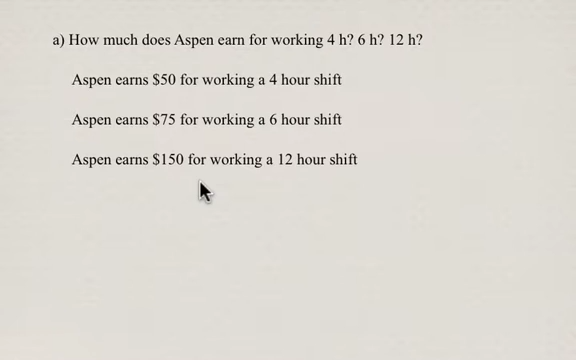 a) How much does Aspen earn for working 4 h? 6 h? 12 h?
Aspen earns $50 for working a 4 hour shift
Aspen earns $75 for working a 6 hour shift
Aspen earns $150 for working a 12 hour shift